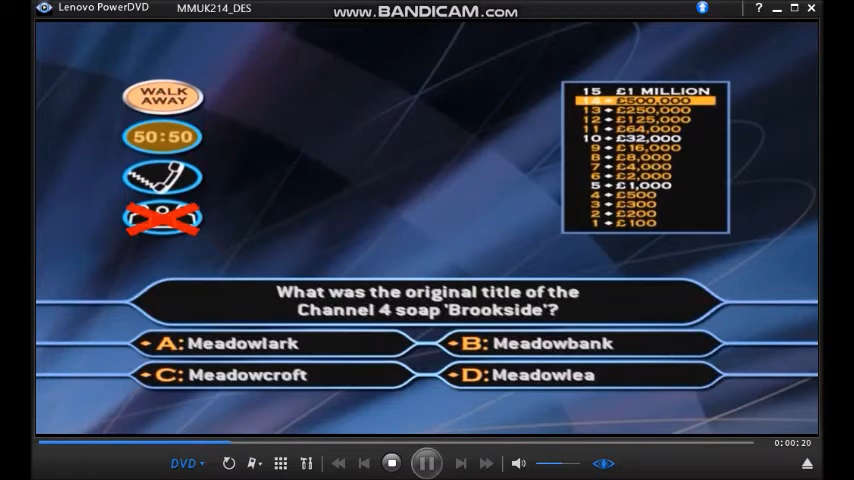 Lenovo PowerDVD
MMUK214_DES
www.BANDICAM.com
?
WALK
AWAY
50:50
15 £1 MILLION
14 £500,000
13 £250,000
12 £125,000
11 £64,000
10 £32,000
9 £16,000
8 £8,000
7 £4,000
6 £2,000
5 £1,000
4 £500
3 £300
2 £200
1 £100
What was the original title of the
Channel 4 soap 'Brookside'?
A: Meadowlark
B: Meadowbank
C: Meadowcroft
D: Meadowlea
0:00:20
DVD